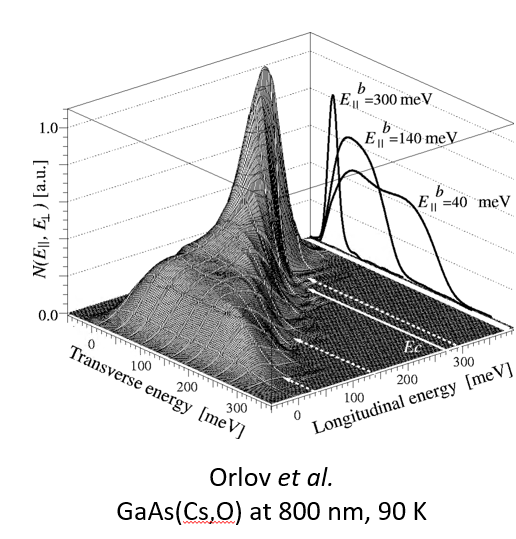 E∥ᵇ=300 meV
E∥ᵇ=140 meV
E∥ᵇ=40 meV
1.0
0.0
N(E∥, E⊥) [a.u.]
0
100
200
300
Transverse energy [meV]
Ec
0
100
200
300
Longitudinal energy [meV]
Orlov et al.
GaAs(Cs,O) at 800 nm, 90 K